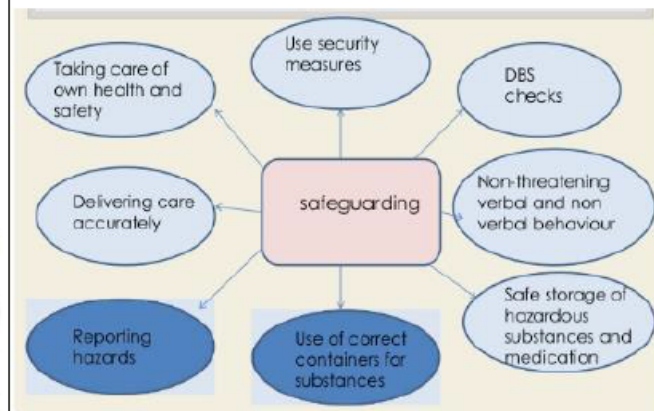 Use security
measures
Taking care of
own health and
safety
DBS
checks
Delivering care
accurately
safeguarding
Non-threatening
verbal and non
verbal behaviour
Reporting
hazards
Use of correct
containers for
substances
Safe storage of
hazardous
substances and
medication